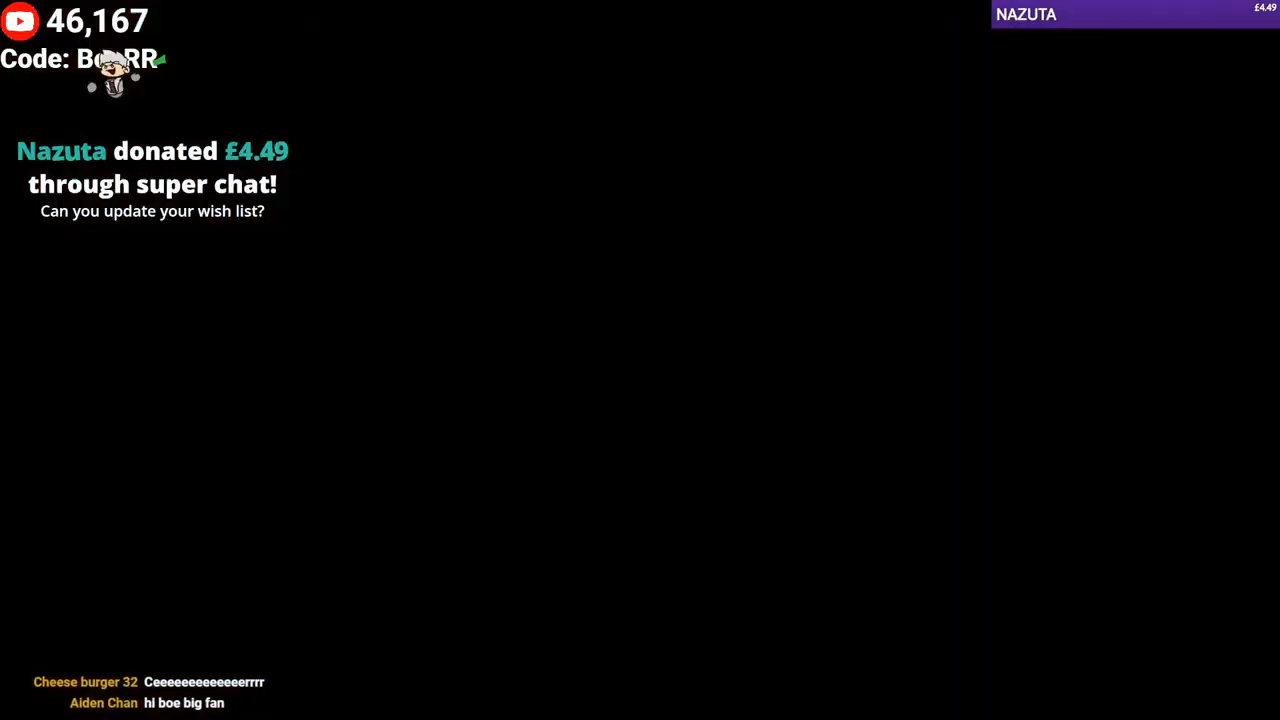 46,167
NAZUTA
£4.49
Code:
Nazuta donated £4.49
through super chat!
Can you update your wish list?
Cheese burger 32 Ceeeeeeeeeeeeerrrr
Aiden Chan hi boe big fan